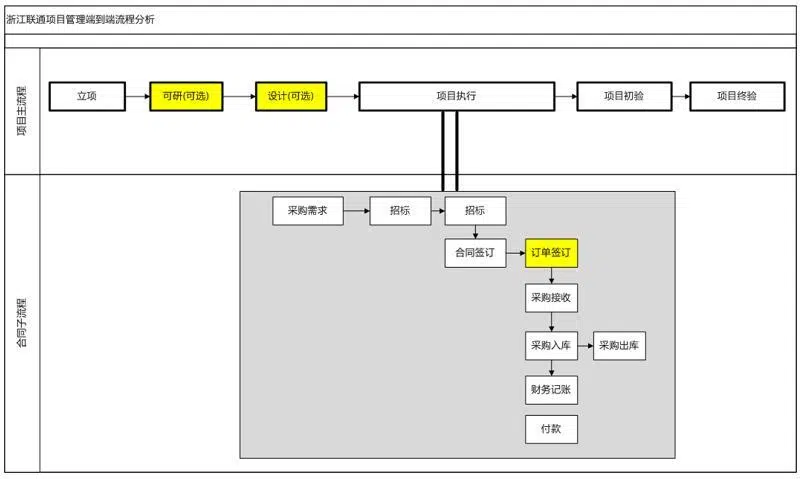 浙江联通项目管理端到端流程分析
项目主流程
立项
可研(可选)
设计(可选)
项目执行
项目初验
项目终验
合同子流程
采购需求
招标
招标
合同签订
订单签订
采购接收
采购入库
采购出库
财务记账
付款